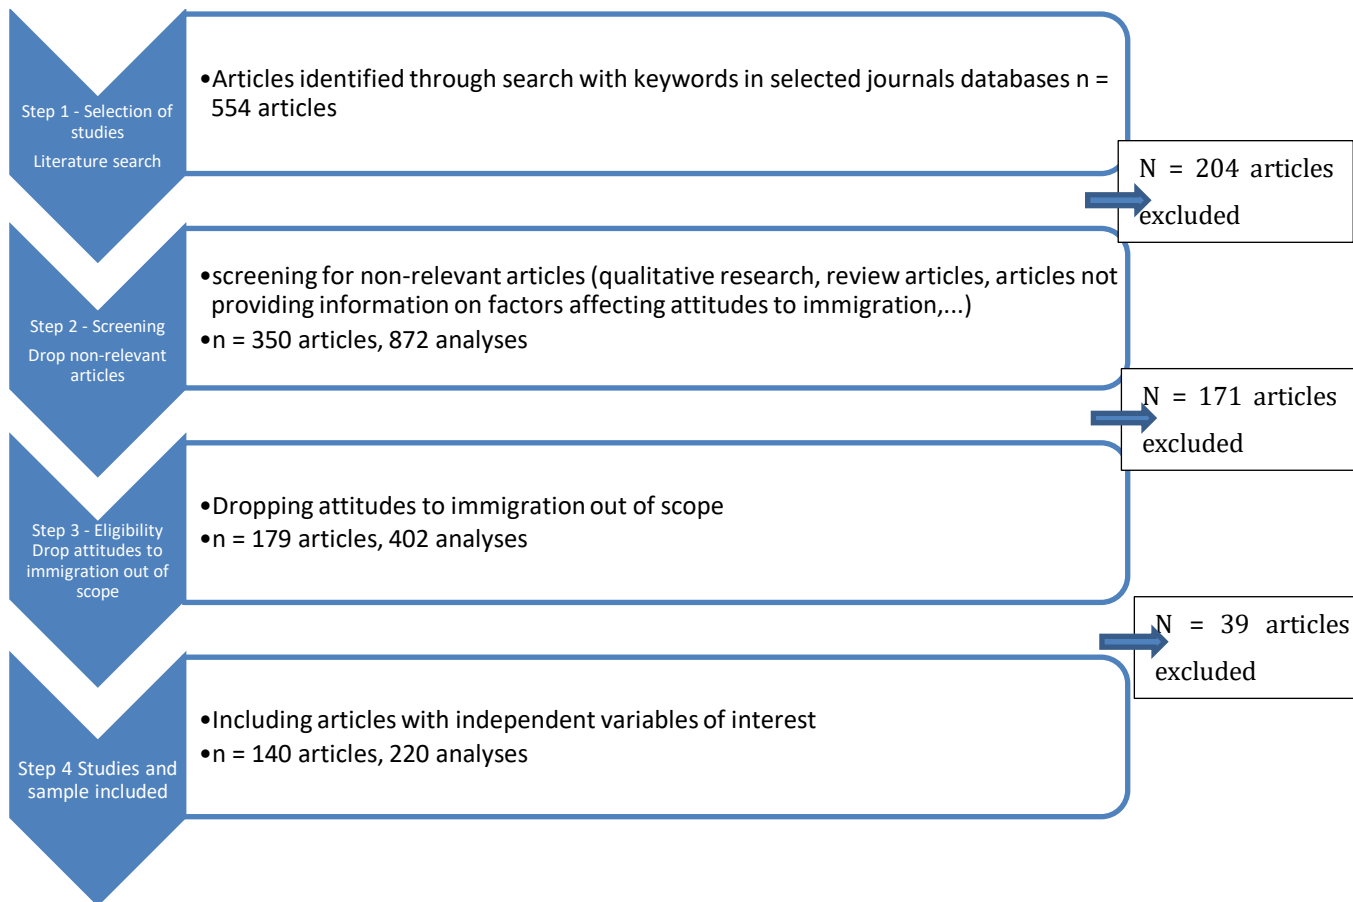 Step 1 - Selection of
studies
Literature search
•Articles identified through search with keywords in selected journals databases n =
554 articles
N = 204 articles
excluded
Step 2 - Screening
Drop non-relevant
articles
•screening for non-relevant articles (qualitative research, review articles, articles not
providing information on factors affecting attitudes to immigration,...)
•n = 350 articles, 872 analyses
N = 171 articles
excluded
Step 3 - Eligibility
Drop attitudes to
immigration out of
scope
•Dropping attitudes to immigration out of scope
•n = 179 articles, 402 analyses
N = 39 articles
excluded
Step 4 Studies and
sample included
•Including articles with independent variables of interest
•n = 140 articles, 220 analyses